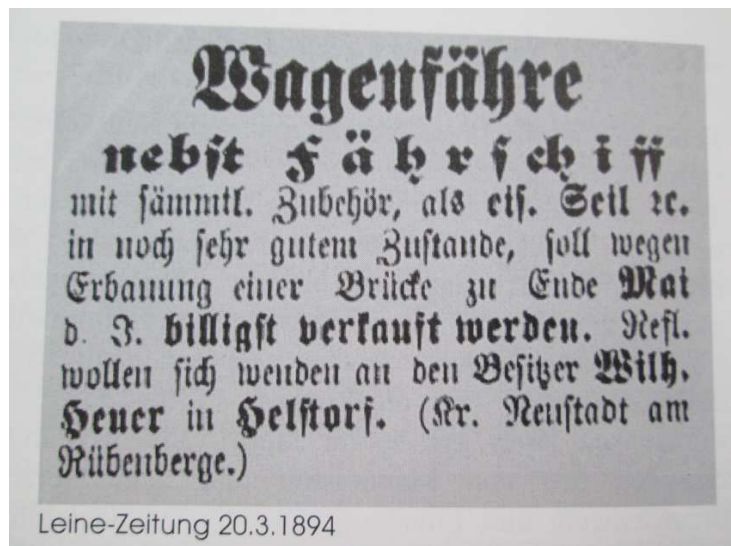 Wagenfähre
nebst Fährschiff
mit sämmtl. Zubehör, als eis. Seil ꝛc.
in noch sehr gutem Zustande, soll wegen
Erbauung einer Brücke zu Ende Mai
d. J. billigst verkauft werden. Refl.
wollen sich wenden an den Besitzer Wilh.
Heuer in Helstorf. (Kr. Neustadt am
Rübenberge.)
Leine-Zeitung 20.3.1894